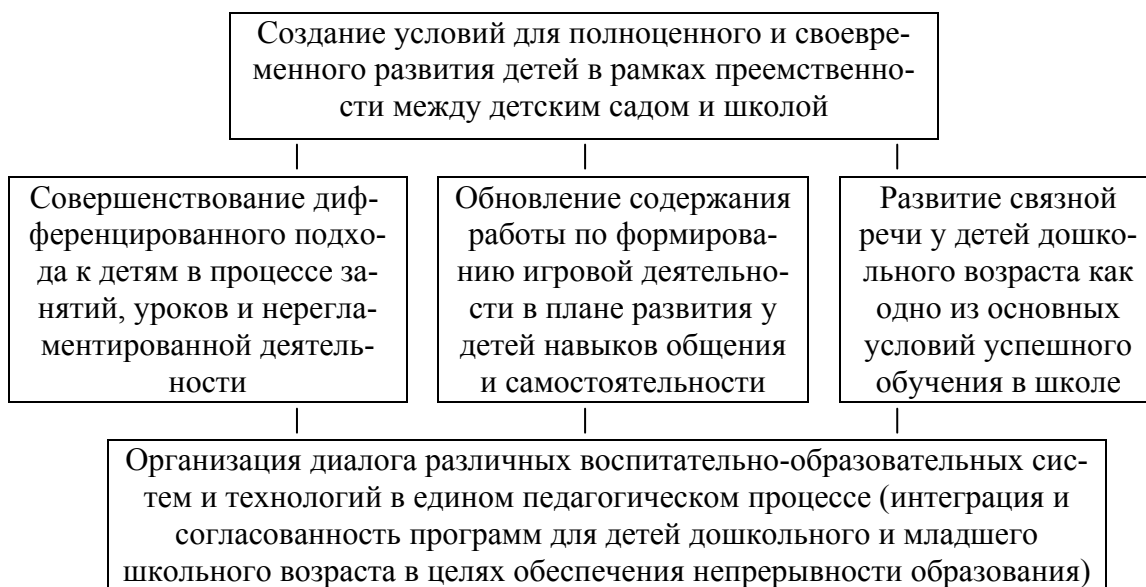 Создание условий для полноценного и своевре-
менного развития детей в рамках преемственно-
сти между детским садом и школой
Совершенствование диф-
ференцированного подхо-
да к детям в процессе за-
нятий, уроков и нерегла-
ментированной деятель-
ности
Обновление содержания
работы по формирова-
нию игровой деятельно-
сти в плане развития у
детей навыков общения
и самостоятельности
Развитие связной
речи у детей дошко-
льного возраста как
одно из основных
условий успешного
обучения в школе
Организация диалога различных воспитательно-образовательных сис-
тем и технологий в едином педагогическом процессе (интеграция и
согласованность программ для детей дошкольного и младшего
школьного возраста в целях обеспечения непрерывности образования)